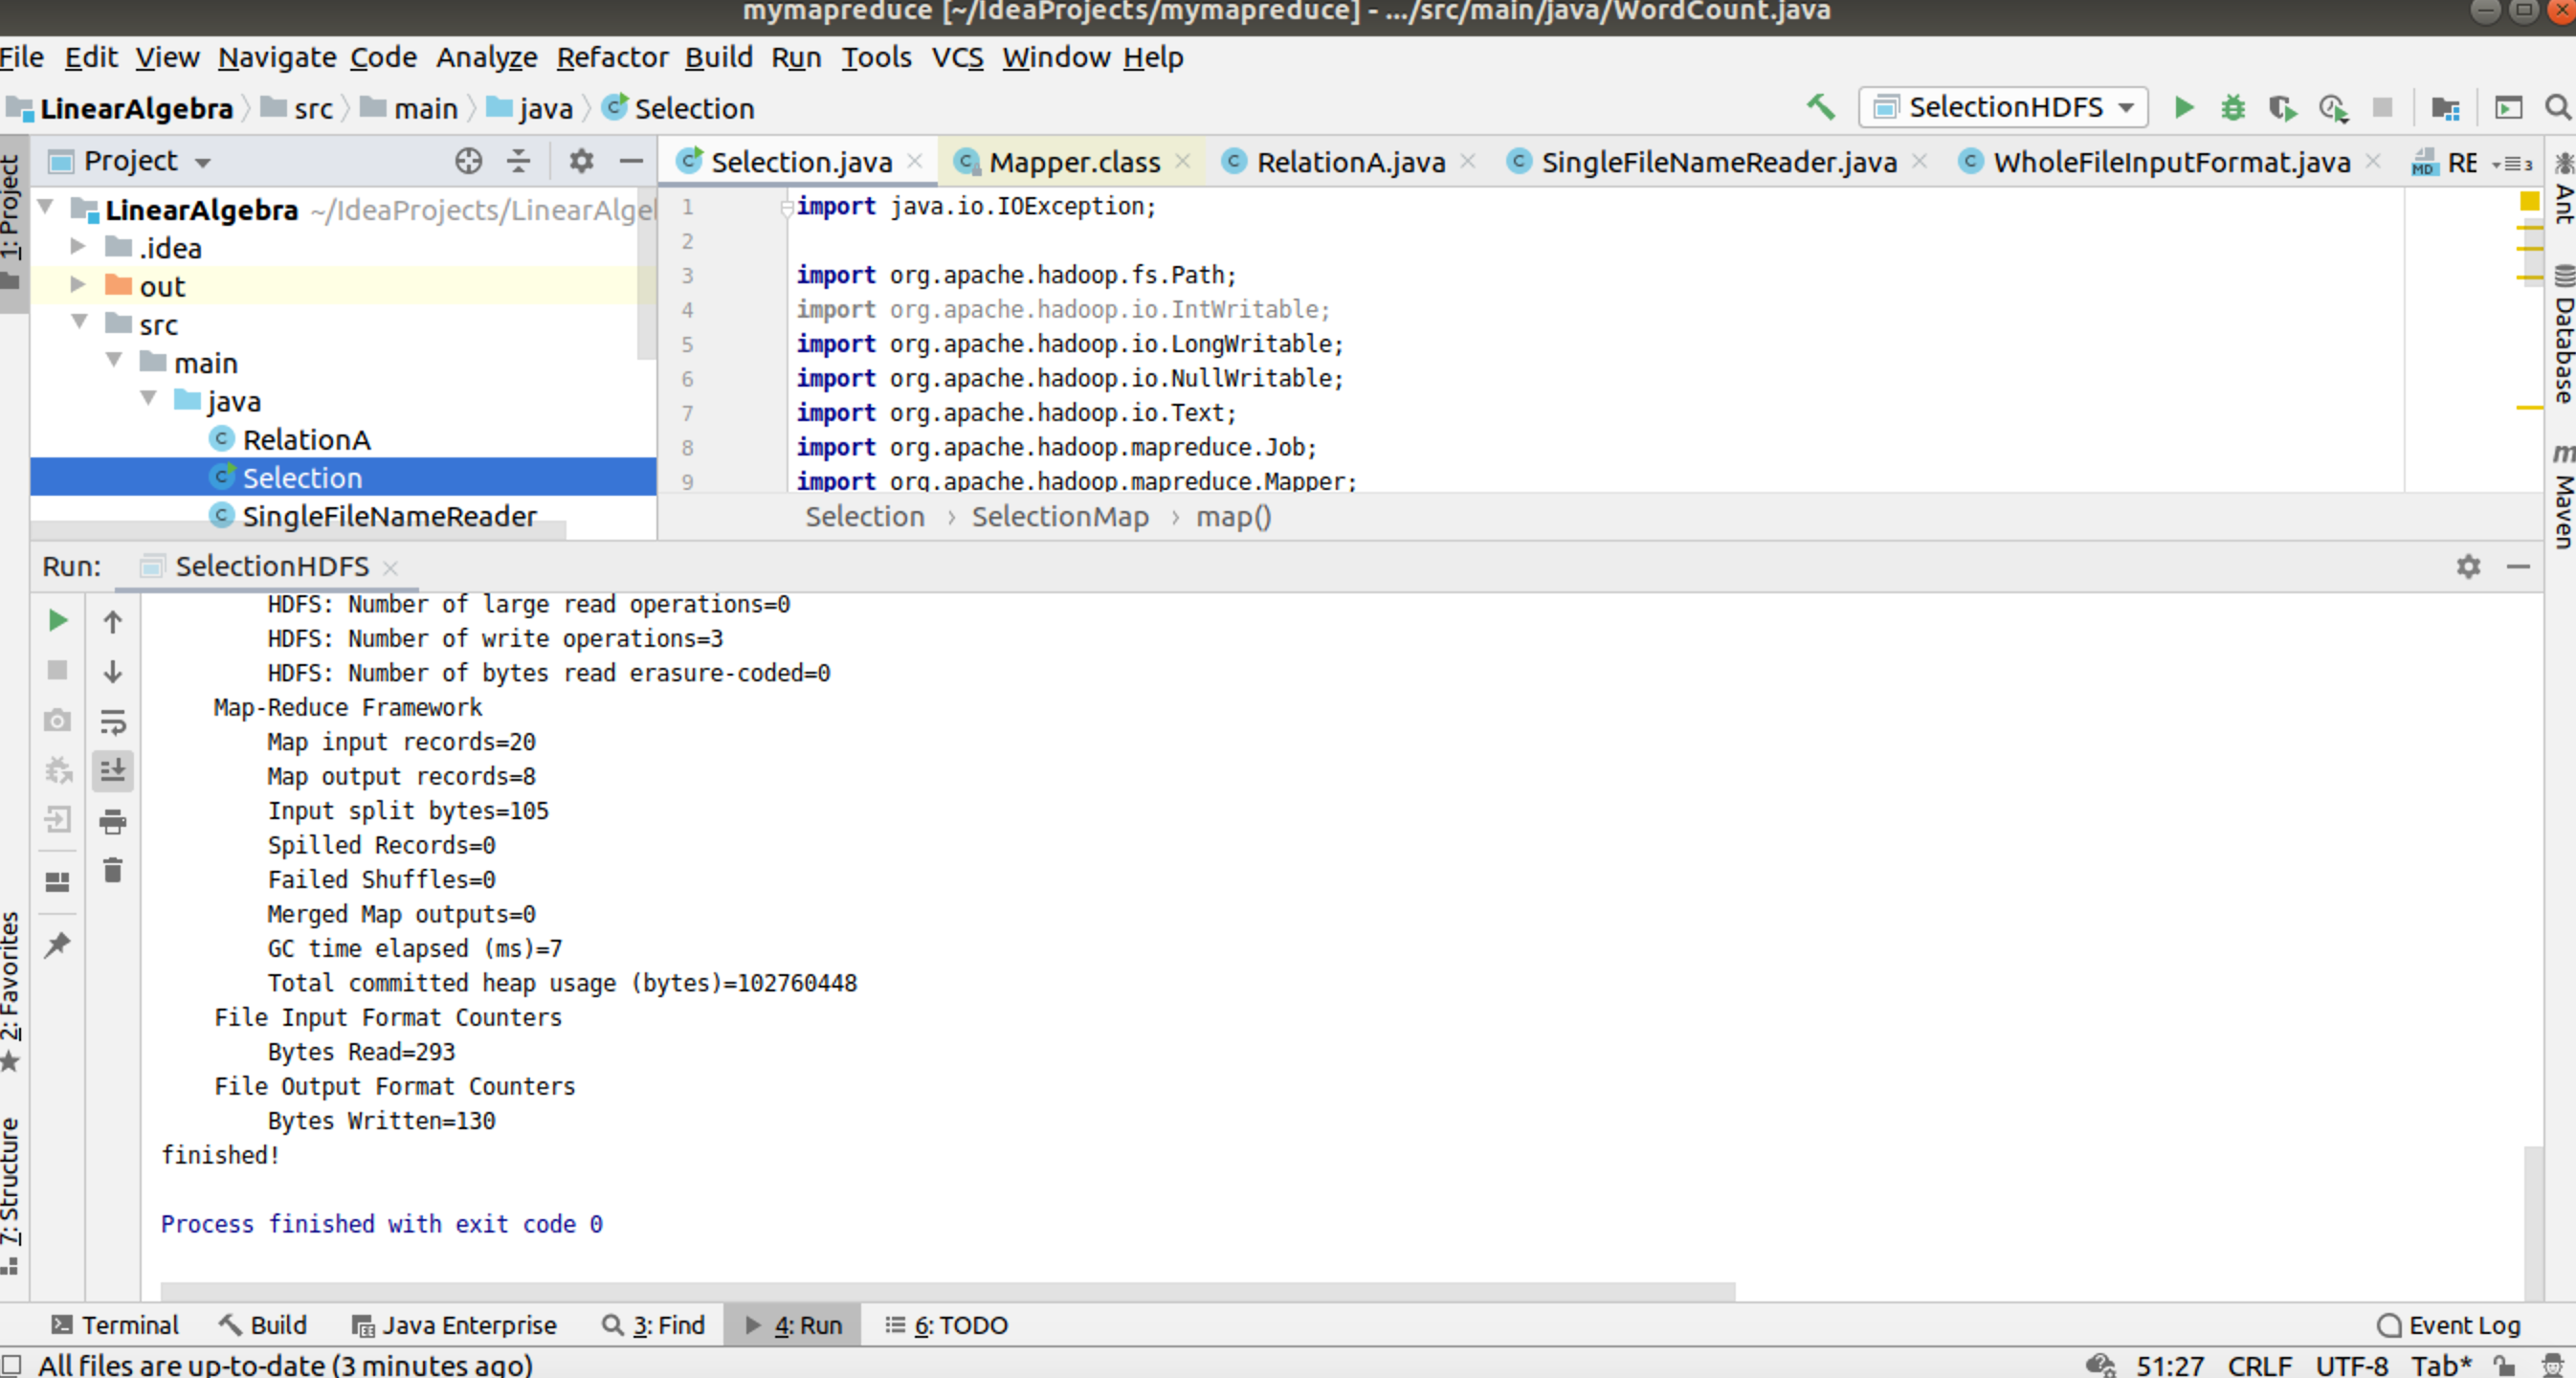 mymapreduce [~/IdeaProjects/mymapreduce] - .../src/main/java/WordCount.java
File Edit View Navigate Code Analyze Refactor Build Run Tools VCS Window Help
LinearAlgebra src main java Selection
SelectionHDFS
1: Project
Project
Selection.java Mapper.class RelationA.java SingleFileNameReader.java WholeFileInputFormat.java RE
LinearAlgebra ~/IdeaProjects/LinearAlge
.idea
out
src
main
java
RelationA
Selection
SingleFileNameReader
1 import java.io.IOException;
2
3 import org.apache.hadoop.fs.Path;
4 import org.apache.hadoop.io.IntWritable;
5 import org.apache.hadoop.io.LongWritable;
6 import org.apache.hadoop.io.NullWritable;
7 import org.apache.hadoop.io.Text;
8 import org.apache.hadoop.mapreduce.Job;
9 import org.apache.hadoop.mapreduce.Mapper;
Selection › SelectionMap › map()
Ant
Database
Maven
Run: SelectionHDFS
HDFS: Number of large read operations=0
HDFS: Number of write operations=3
HDFS: Number of bytes read erasure-coded=0
Map-Reduce Framework
Map input records=20
Map output records=8
Input split bytes=105
Spilled Records=0
Failed Shuffles=0
Merged Map outputs=0
GC time elapsed (ms)=7
Total committed heap usage (bytes)=102760448
File Input Format Counters
Bytes Read=293
File Output Format Counters
Bytes Written=130
finished!
Process finished with exit code 0
2: Favorites
7: Structure
Terminal Build Java Enterprise 3: Find 4: Run 6: TODO Event Log
All files are up-to-date (3 minutes ago) 51:27 CRLF UTF-8 Tab*